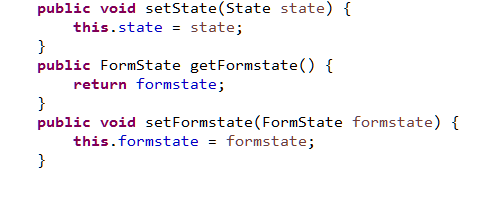 public void setState(State state) {
    this.state = state;
}
public FormState getFormstate() {
    return formstate;
}
public void setFormstate(FormState formstate) {
    this.formstate = formstate;
}